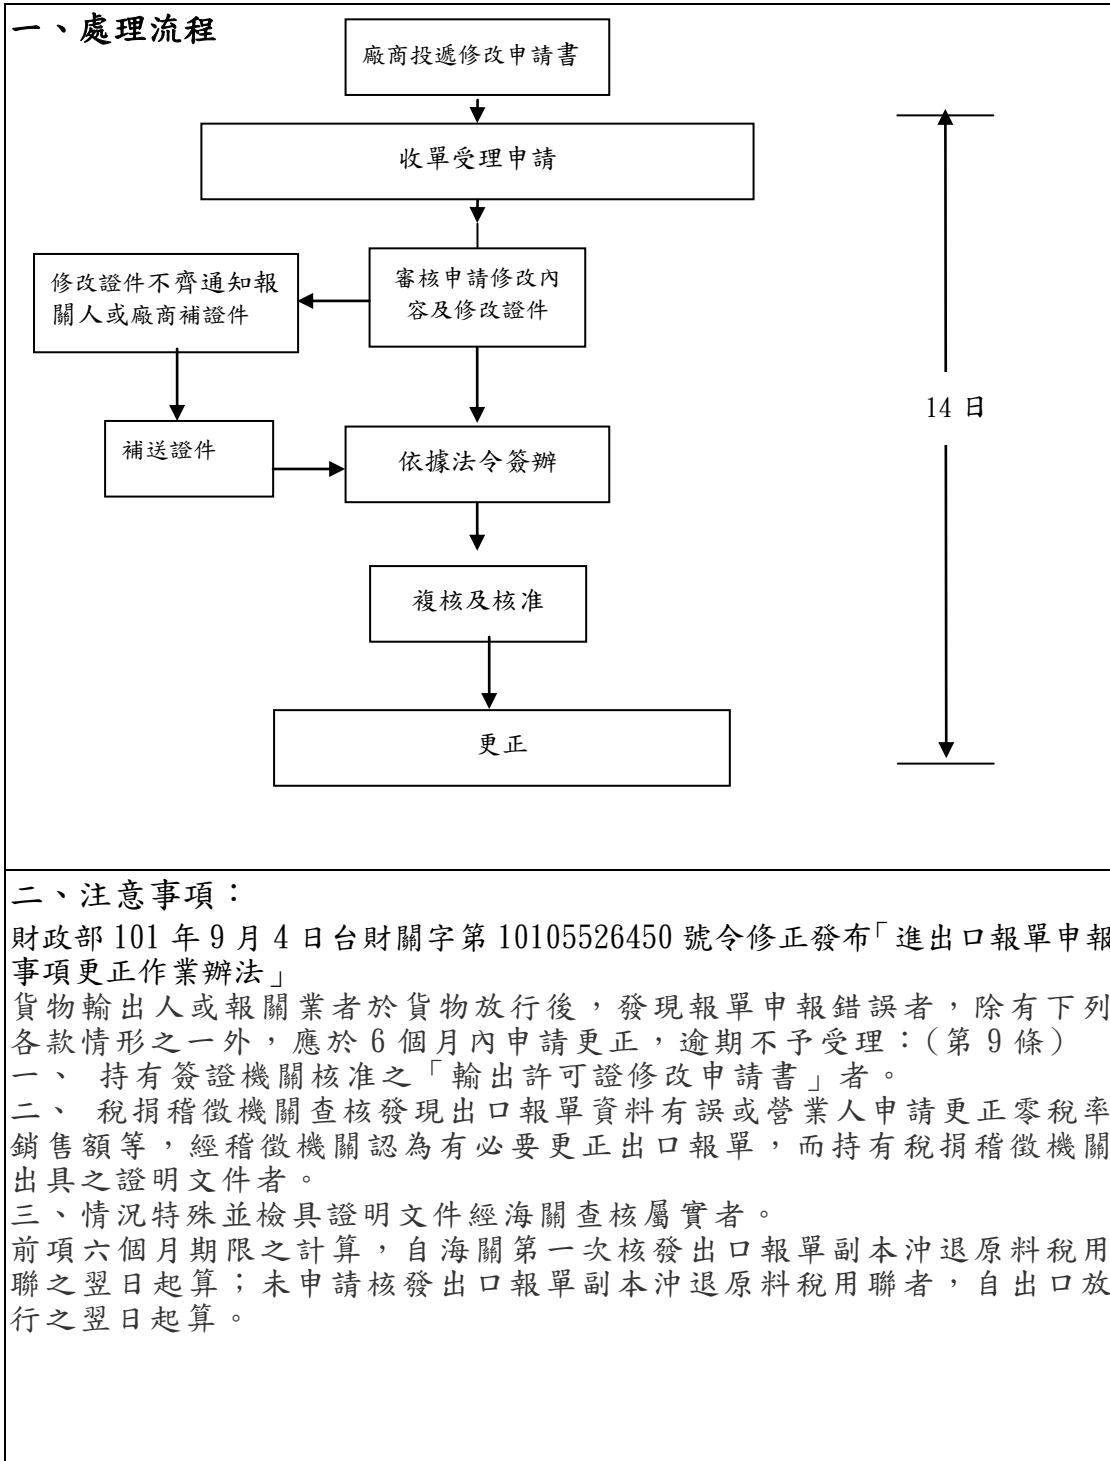 一、處理流程
廠商投遞修改申請書
收單受理申請
審核申請修改內
容及修改證件
修改證件不齊通知報
關人或廠商補證件
補送證件
依據法令簽辦
14 日
複核及核准
更正
二、注意事項：
財政部 101 年 9 月 4 日台財關字第 10105526450 號令修正發布「進出口報單申報
事項更正作業辦法」
貨物輸出人或報關業者於貨物放行後，發現報單申報錯誤者，除有下列
各款情形之一外，應於 6 個月內申請更正，逾期不予受理：(第 9 條)
一、 持有簽證機關核准之「輸出許可證修改申請書」者。
二、 稅捐稽徵機關查核發現出口報單資料有誤或營業人申請更正零稅率
銷售額等，經稽徵機關認為有必要更正出口報單，而持有稅捐稽徵機關
出具之證明文件者。
三、情況特殊並檢具證明文件經海關查核屬實者。
前項六個月期限之計算，自海關第一次核發出口報單副本沖退原料稅用
聯之翌日起算；未申請核發出口報單副本沖退原料稅用聯者，自出口放
行之翌日起算。